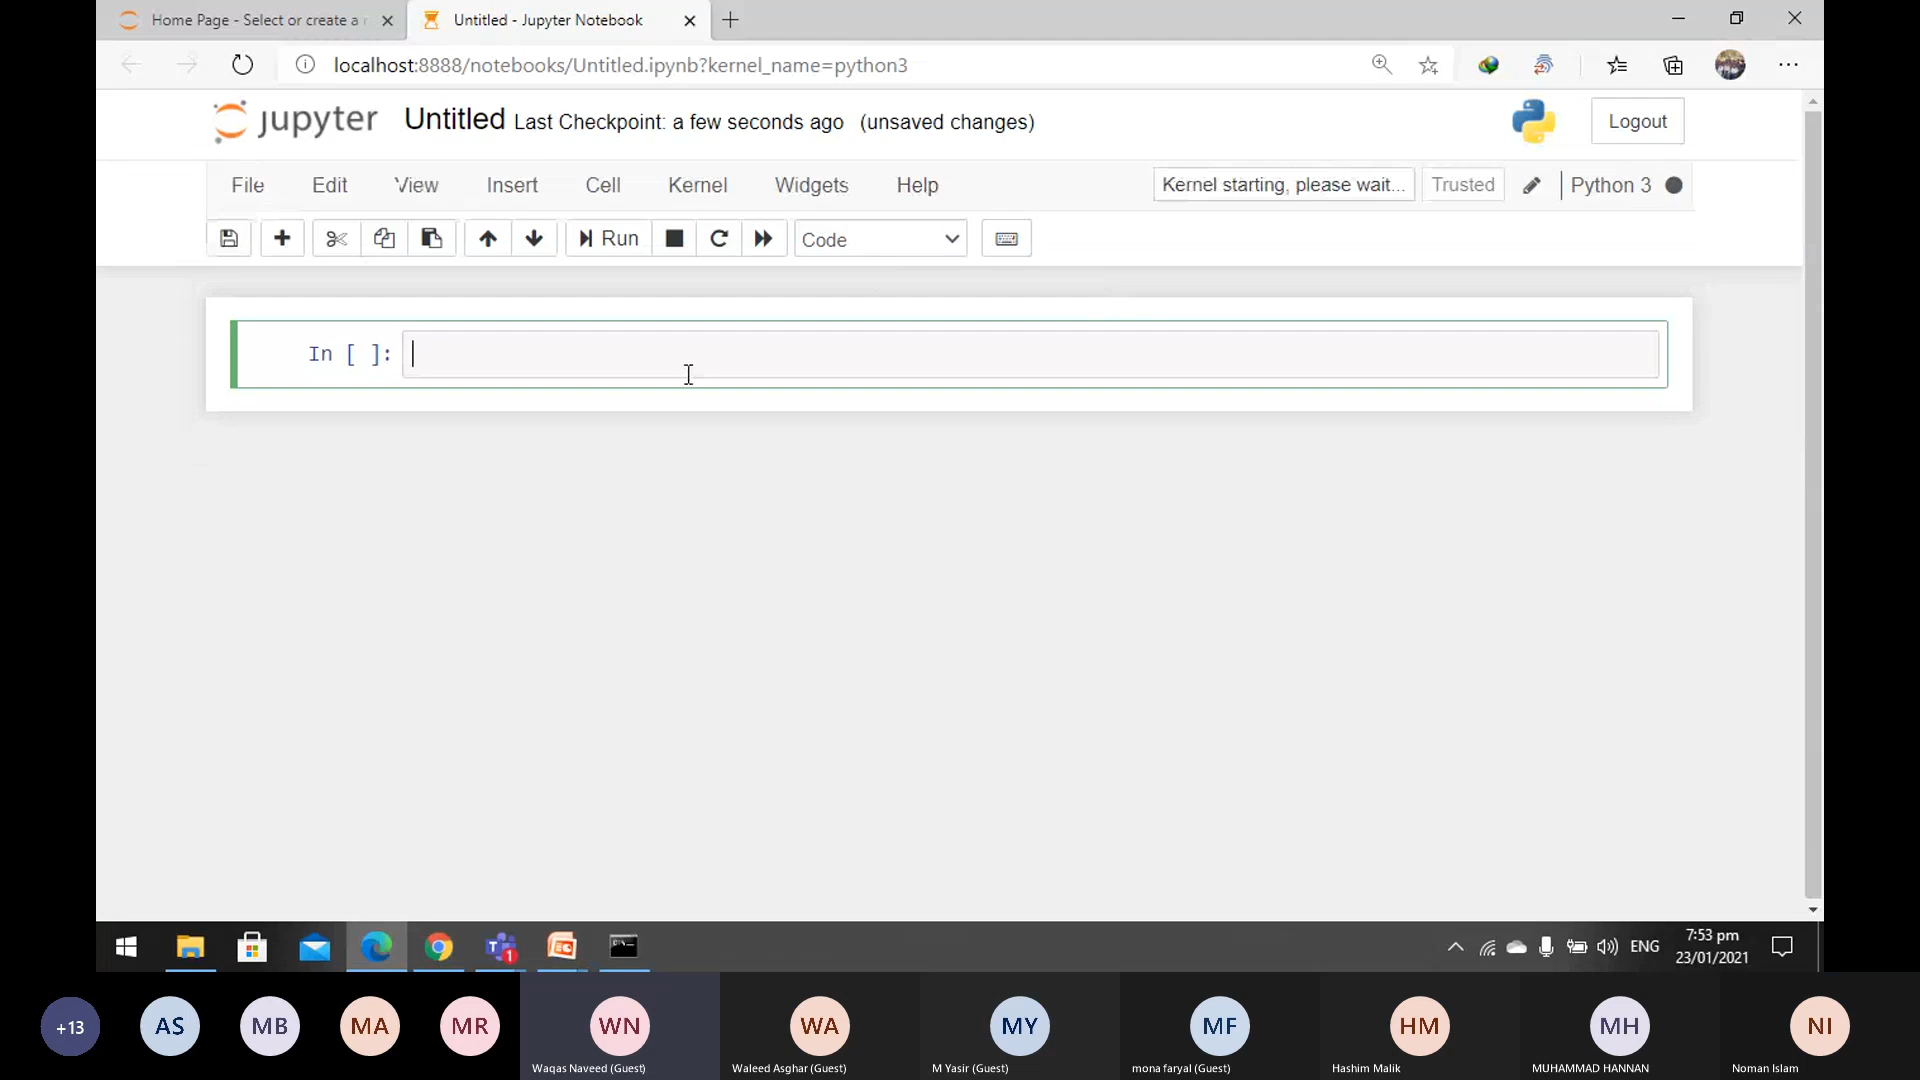 Home Page - Select or create a
Untitled - Jupyter Notebook
localhost:8888/notebooks/Untitled.ipynb?kernel_name=python3
jupyter Untitled Last Checkpoint: a few seconds ago (unsaved changes)
Logout
File Edit View Insert Cell Kernel Widgets Help
Kernel starting, please wait... Trusted Python 3
Run Code
In [ ]:
1
ENG
7:53 pm
23/01/2021
+13 AS MB MA MR WN WA MY MF HM MH NI
Waqas Naveed (Guest) Waleed Asghar (Guest) M Yasir (Guest) mona faryal (Guest) Hashim Malik MUHAMMAD HANNAN Noman Islam